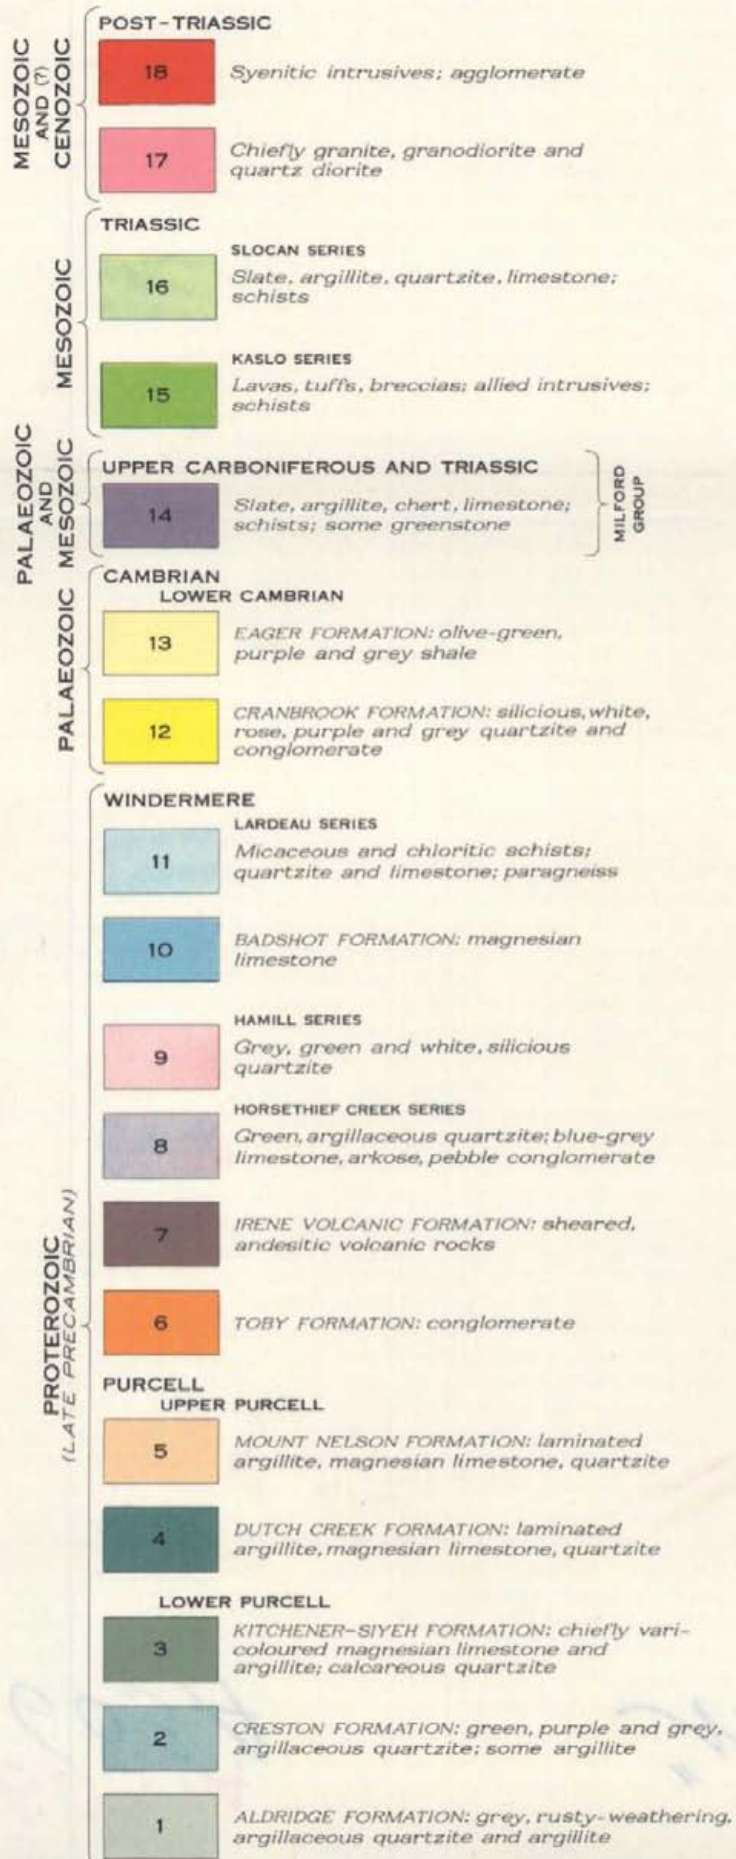 POST-TRIASSIC
MESOZOIC
AND (?)
CENOZOIC
18
Syenitic intrusives; agglomerate
17
Chiefly granite, granodiorite and
quartz diorite
MESOZOIC
TRIASSIC
SLOCAN SERIES
16
Slate, argillite, quartzite, limestone;
schists
KASLO SERIES
15
Lavas, tuffs, breccias; allied intrusives;
schists
PALAEOZOIC
AND
MESOZOIC
UPPER CARBONIFEROUS AND TRIASSIC
14
Slate, argillite, chert, limestone;
schists; some greenstone
MILFORD
GROUP
PALAEOZOIC
CAMBRIAN
LOWER CAMBRIAN
13
EAGER FORMATION: olive-green,
purple and grey shale
12
CRANBROOK FORMATION: silicious, white,
rose, purple and grey quartzite and
conglomerate
PROTEROZOIC
(LATE PRECAMBRIAN)
WINDERMERE
LARDEAU SERIES
11
Micaceous and chloritic schists;
quartzite and limestone; paragneiss
10
BADSHOT FORMATION: magnesian
limestone
HAMILL SERIES
9
Grey, green and white, silicious
quartzite
HORSETHIEF CREEK SERIES
8
Green, argillaceous quartzite; blue-grey
limestone, arkose, pebble conglomerate
7
IRENE VOLCANIC FORMATION: sheared,
andesitic volcanic rocks
6
TOBY FORMATION: conglomerate
PURCELL
UPPER PURCELL
5
MOUNT NELSON FORMATION: laminated
argillite, magnesian limestone, quartzite
4
DUTCH CREEK FORMATION: laminated
argillite, magnesian limestone, quartzite
LOWER PURCELL
3
KITCHENER-SIYEH FORMATION: chiefly vari-
coloured magnesian limestone and
argillite; calcareous quartzite
2
CRESTON FORMATION: green, purple and grey,
argillaceous quartzite; some argillite
1
ALDRIDGE FORMATION: grey, rusty-weathering,
argillaceous quartzite and argillite